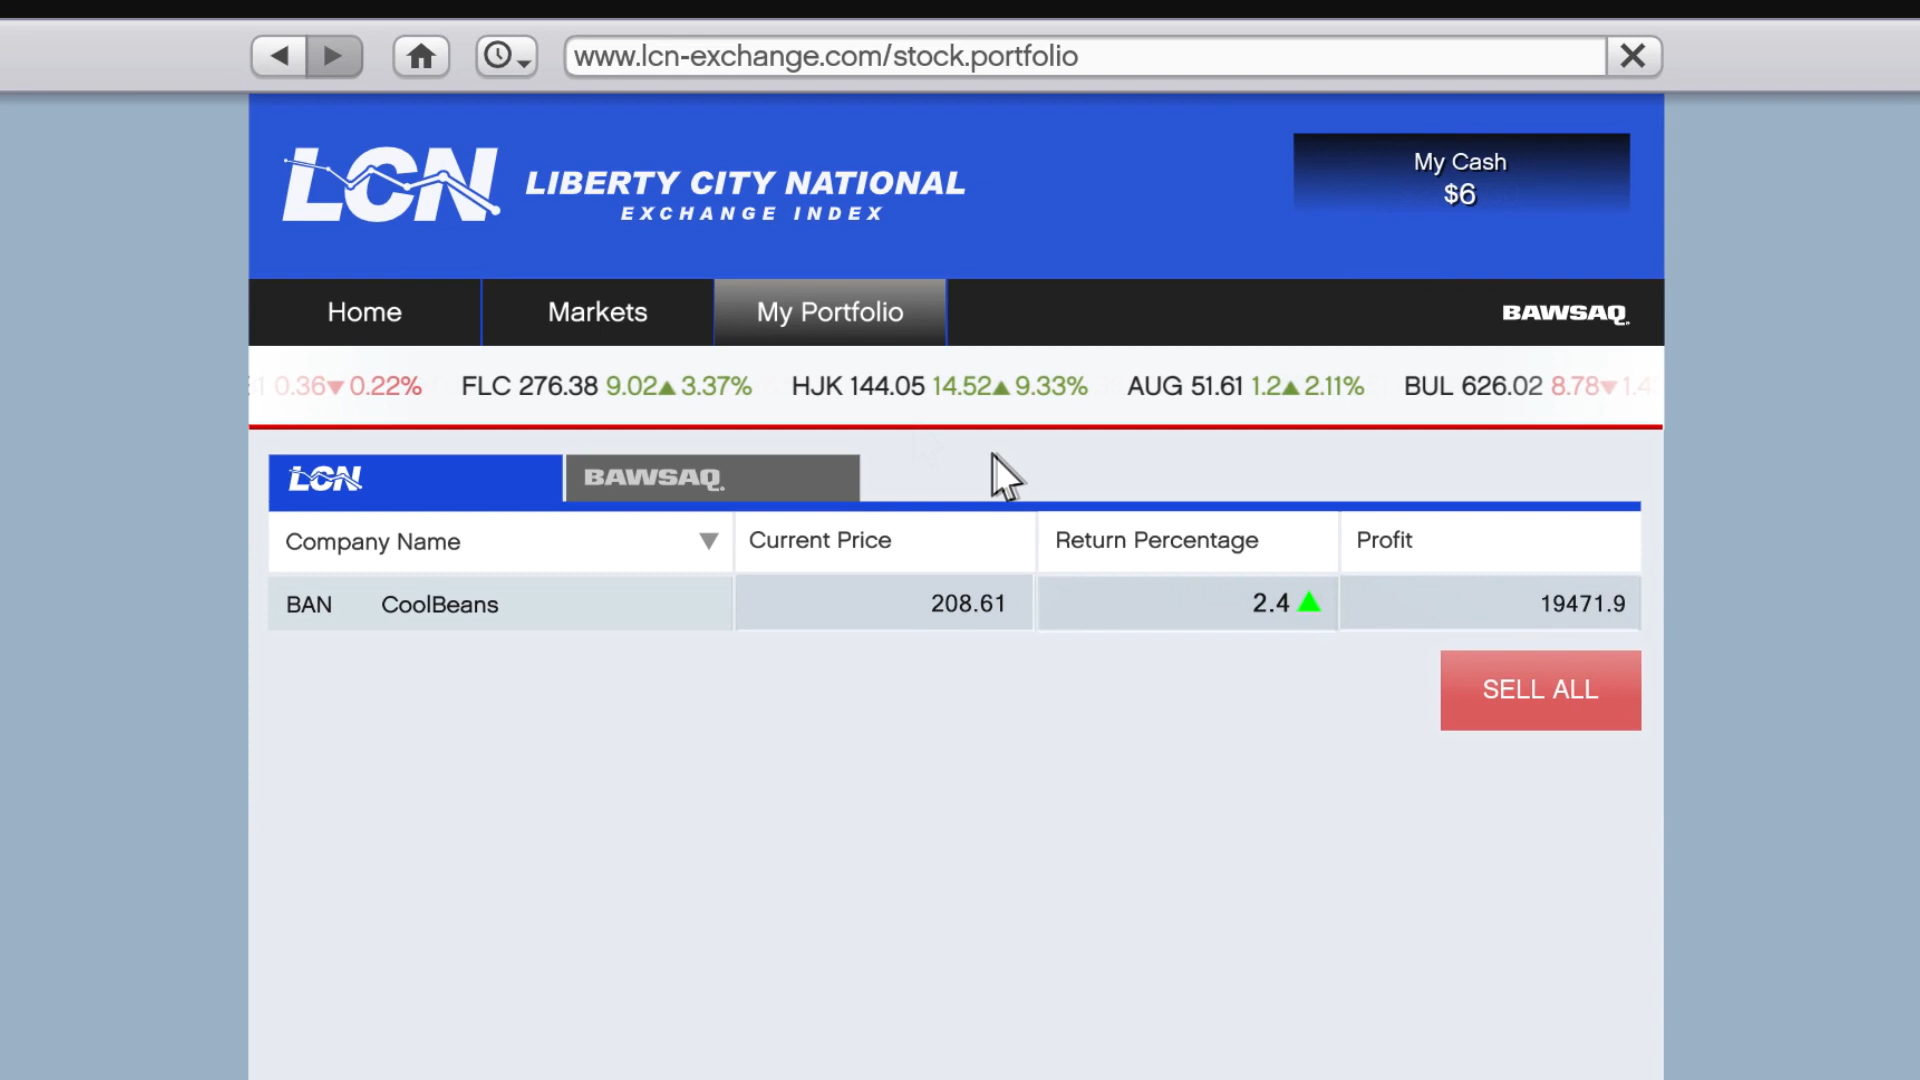 www.lcn-exchange.com/stock.portfolio
LCN LIBERTY CITY NATIONAL
EXCHANGE INDEX
My Cash
$6
Home Markets My Portfolio BAWSAQ.
0.36▼0.22% FLC 276.38 9.02▲3.37% HJK 144.05 14.52▲9.33% AUG 51.61 1.2▲2.11% BUL 626.02 8.78▼
LCN BAWSAQ.
Company Name ▼ Current Price Return Percentage Profit
BAN CoolBeans 208.61 2.4 ▲ 19471.9
SELL ALL